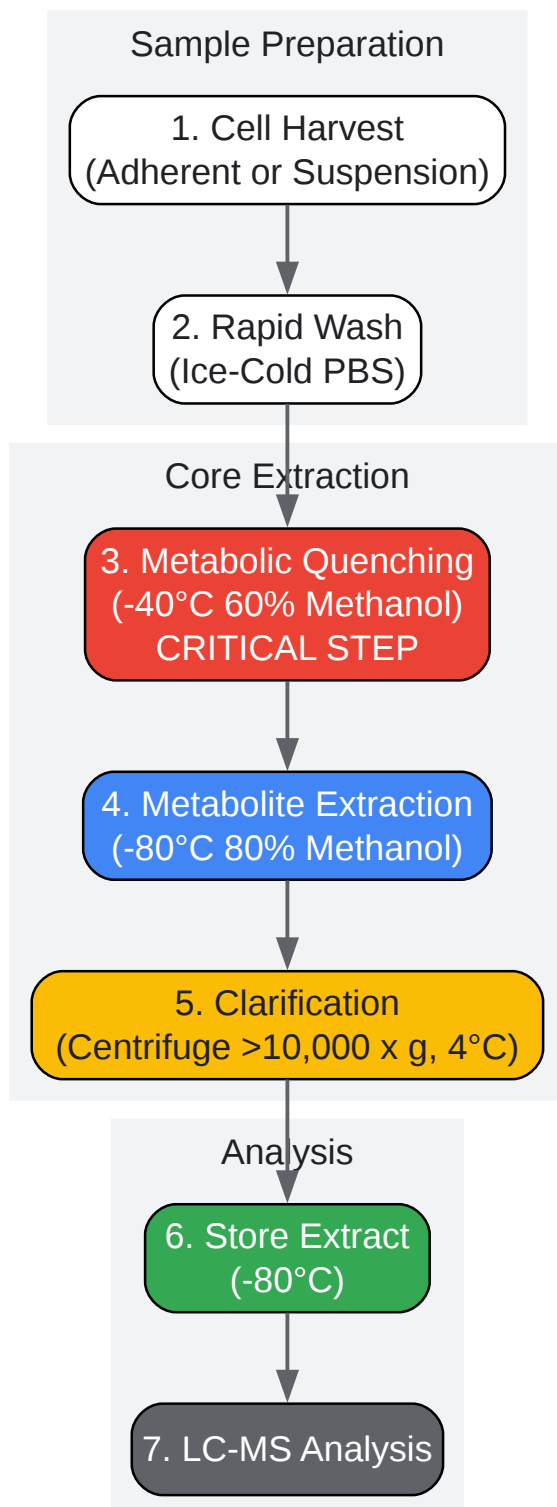 Sample Preparation
1. Cell Harvest
(Adherent or Suspension)
2. Rapid Wash
(Ice-Cold PBS)
Core Extraction
3. Metabolic Quenching
(-40°C 60% Methanol)
CRITICAL STEP
4. Metabolite Extraction
(-80°C 80% Methanol)
5. Clarification
(Centrifuge >10,000 x g, 4°C)
Analysis
6. Store Extract
(-80°C)
7. LC-MS Analysis